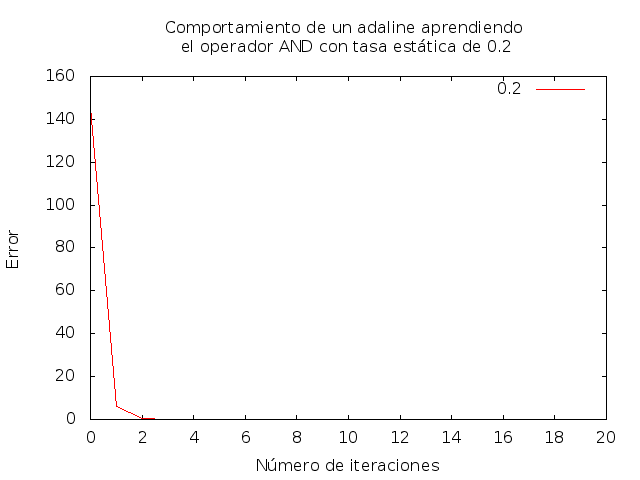 Comportamiento de un adaline aprendiendo
el operador AND con tasa estática de 0.2
160
140
120
100
80
60
40
20
0
Error
0.2
0 2 4 6 8 10 12 14 16 18 20
Número de iteraciones